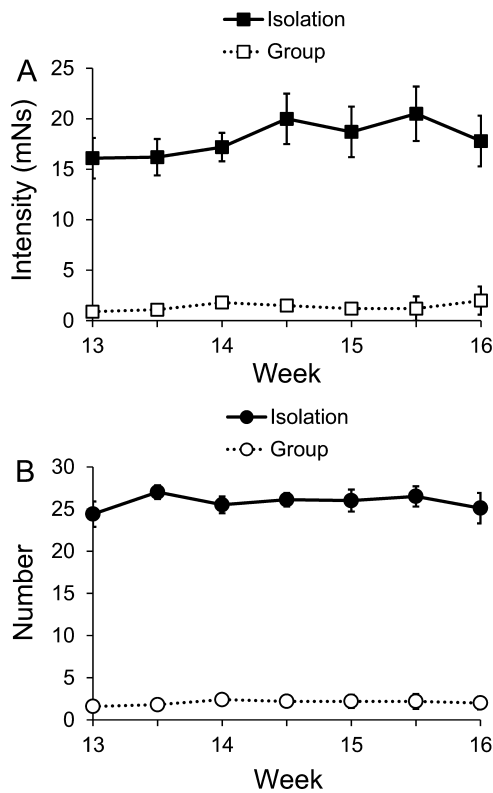 Isolation
Group
A
Intensity (mNs)
25
20
15
10
5
0
13
14
15
16
Week
Isolation
Group
B
Number
30
25
20
15
10
5
0
13
14
15
16
Week